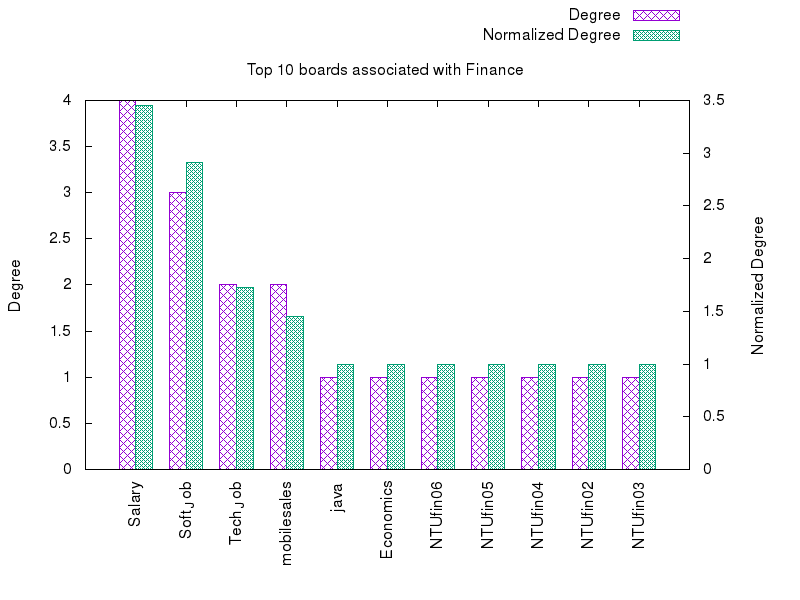 Degree
Normalized Degree
Top 10 boards associated with Finance
4
3.5
3
2.5
2
1.5
1
0.5
0
3.5
3
2.5
2
1.5
1
0.5
0
Degree
Normalized Degree
Salary
SoftJob
TechJob
mobilesales
java
Economics
NTUfin06
NTUfin05
NTUfin04
NTUfin02
NTUfin03